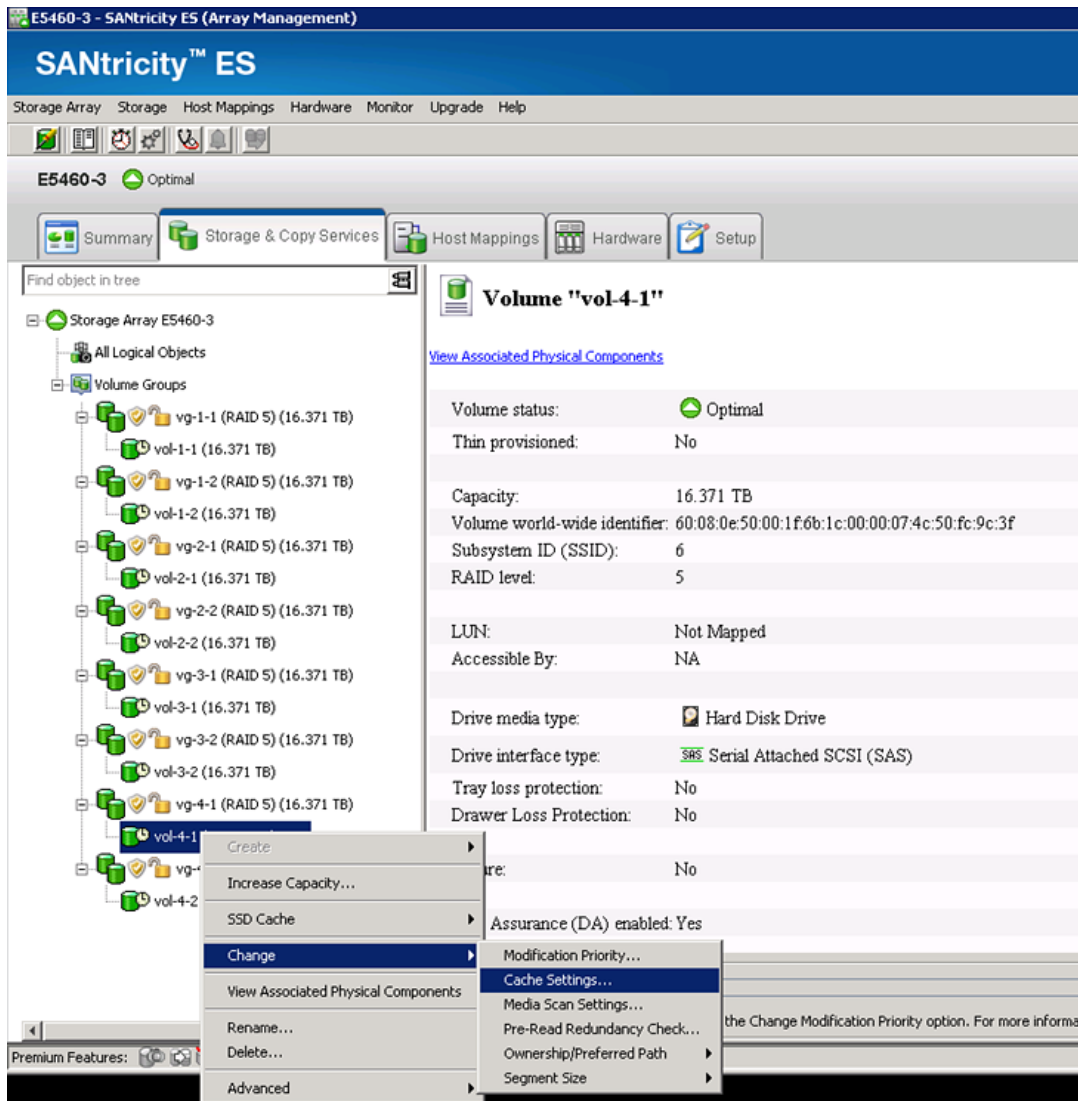 E5460-3 - SANtricity ES (Array Management)
SANtricity™ ES
Storage Array Storage Host Mappings Hardware Monitor Upgrade Help
E5460-3 Optimal
Summary Storage & Copy Services Host Mappings Hardware Setup
Find object in tree
Storage Array E5460-3
All Logical Objects
Volume Groups
vg-1-1 (RAID 5) (16.371 TB)
vol-1-1 (16.371 TB)
vg-1-2 (RAID 5) (16.371 TB)
vol-1-2 (16.371 TB)
vg-2-1 (RAID 5) (16.371 TB)
vol-2-1 (16.371 TB)
vg-2-2 (RAID 5) (16.371 TB)
vol-2-2 (16.371 TB)
vg-3-1 (RAID 5) (16.371 TB)
vol-3-1 (16.371 TB)
vg-3-2 (RAID 5) (16.371 TB)
vol-3-2 (16.371 TB)
vg-4-1 (RAID 5) (16.371 TB)
vol-4-1
vg-
vol-4-2
Premium Features:
Create
Increase Capacity...
SSD Cache
Change
View Associated Physical Components
Rename...
Delete...
Advanced
Modification Priority...
Cache Settings...
Media Scan Settings...
Pre-Read Redundancy Check...
Ownership/Preferred Path
Segment Size
Volume "vol-4-1"
View Associated Physical Components
Volume status: Optimal
Thin provisioned: No
Capacity: 16.371 TB
Volume world-wide identifier: 60:08:0e:50:00:1f:6b:1c:00:00:07:4c:50:fc:9c:3f
Subsystem ID (SSID): 6
RAID level: 5
LUN: Not Mapped
Accessible By: NA
Drive media type: Hard Disk Drive
Drive interface type: SAS Serial Attached SCSI (SAS)
Tray loss protection: No
Drawer Loss Protection: No
re: No
Assurance (DA) enabled: Yes
the Change Modification Priority option. For more informa